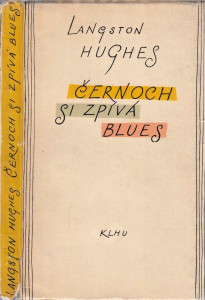 LANGSTON HUGHES ČERNOCH SI ZPÍVÁ BLUES
LANGSTON
HUGHES
ČERNOCH
SI ZPÍVÁ
BLUES
KLHU